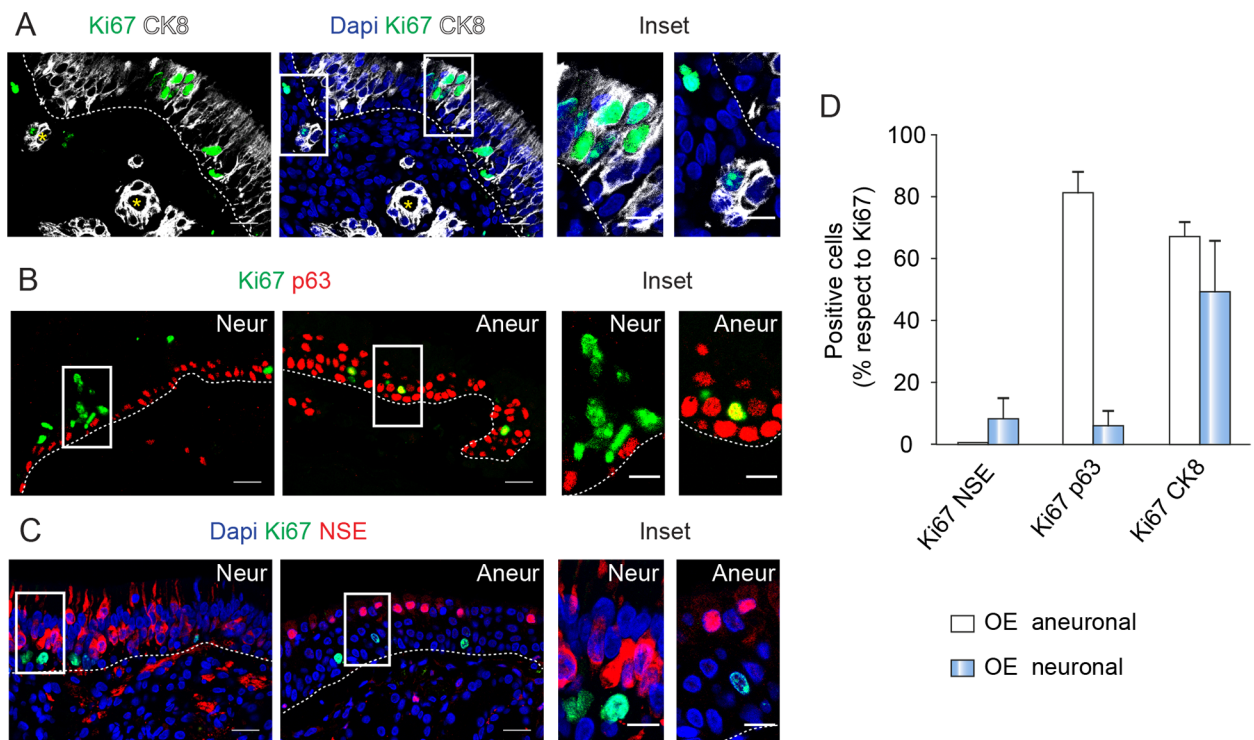 A
Ki67 CK8
Dapi Ki67 CK8
Inset
*
*
*
*
B
Ki67 p63
Inset
Neur
Aneur
Neur
Aneur
C
Dapi Ki67 NSE
Inset
Neur
Aneur
Neur
Aneur
D
Positive cells
(% respect to Ki67)
100
80
60
40
20
0
Ki67 NSE
Ki67 p63
Ki67 CK8
OE aneuronal
OE neuronal